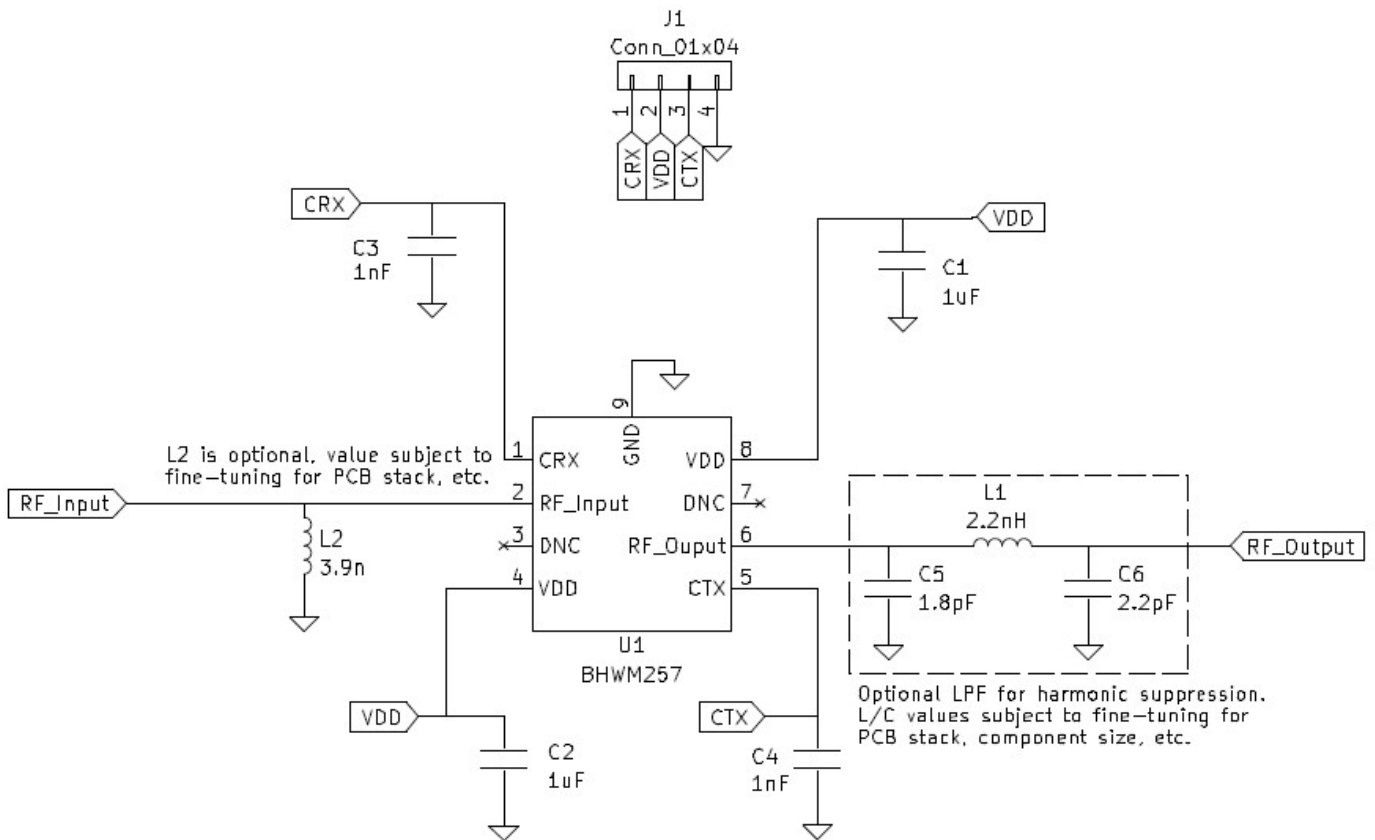 J1
Conn_01x04
1
2
3
4
CRX
VDD
CTX
CRX
C3
1nF
VDD
C1
1uF
L2 is optional, value subject to
fine-tuning for PCB stack, etc.
9
GND
1
CRX
VDD
8
RF_Input
2
RF_Input
DNC
7
3
DNC
RF_Ouput
6
4
VDD
CTX
5
L2
3.9n
U1
BHWM257
L1
2.2nH
C5
1.8pF
C6
2.2pF
RF_Output
Optional LPF for harmonic suppression.
L/C values subject to fine-tuning for
PCB stack, component size, etc.
VDD
C2
1uF
CTX
C4
1nF